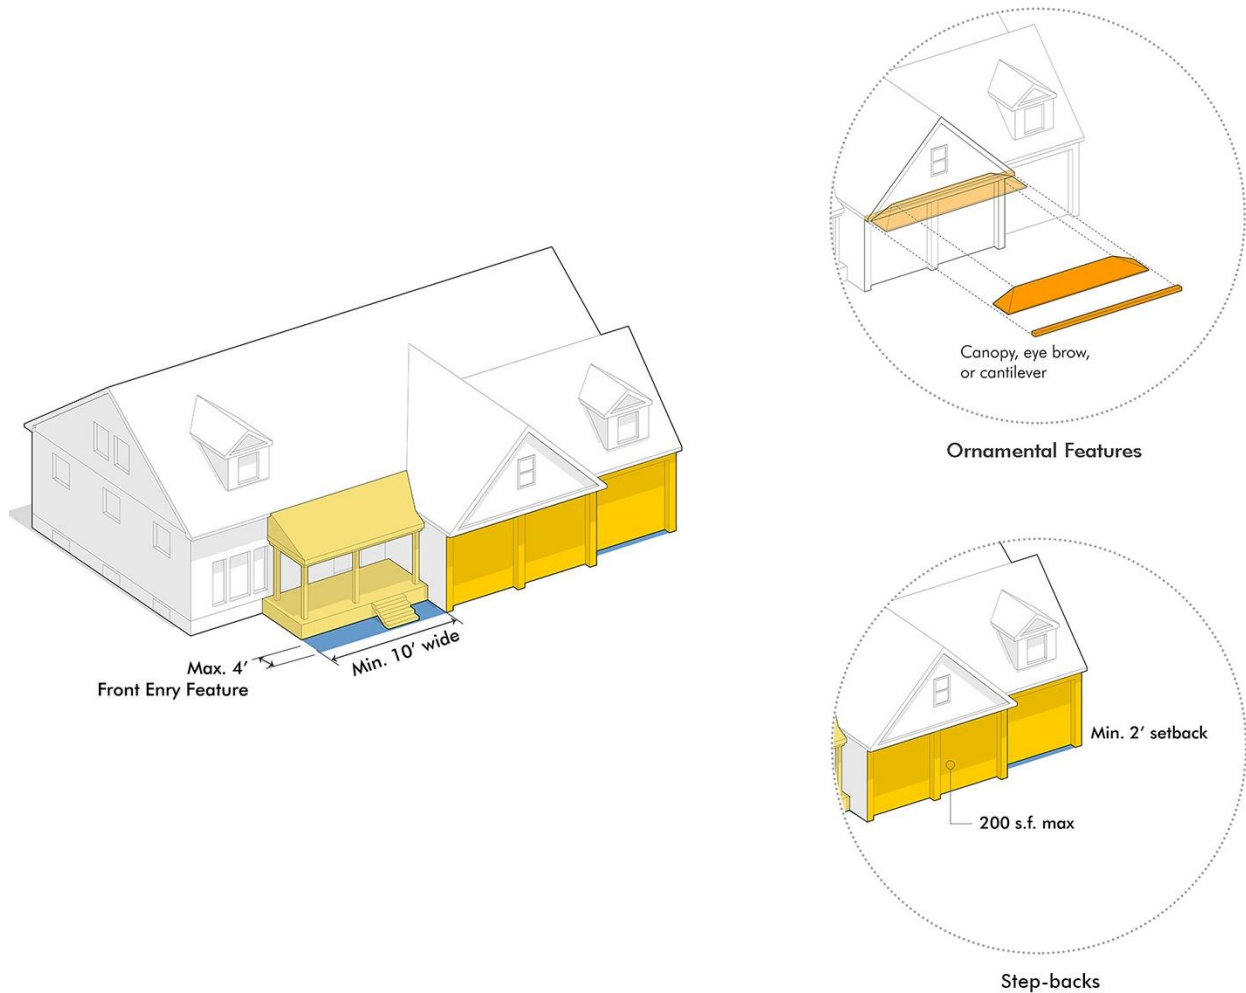 Max. 4'
Front Enry Feature
Min. 10' wide
Canopy, eye brow,
or cantilever
Ornamental Features
Min. 2' setback
200 s.f. max
Step-backs